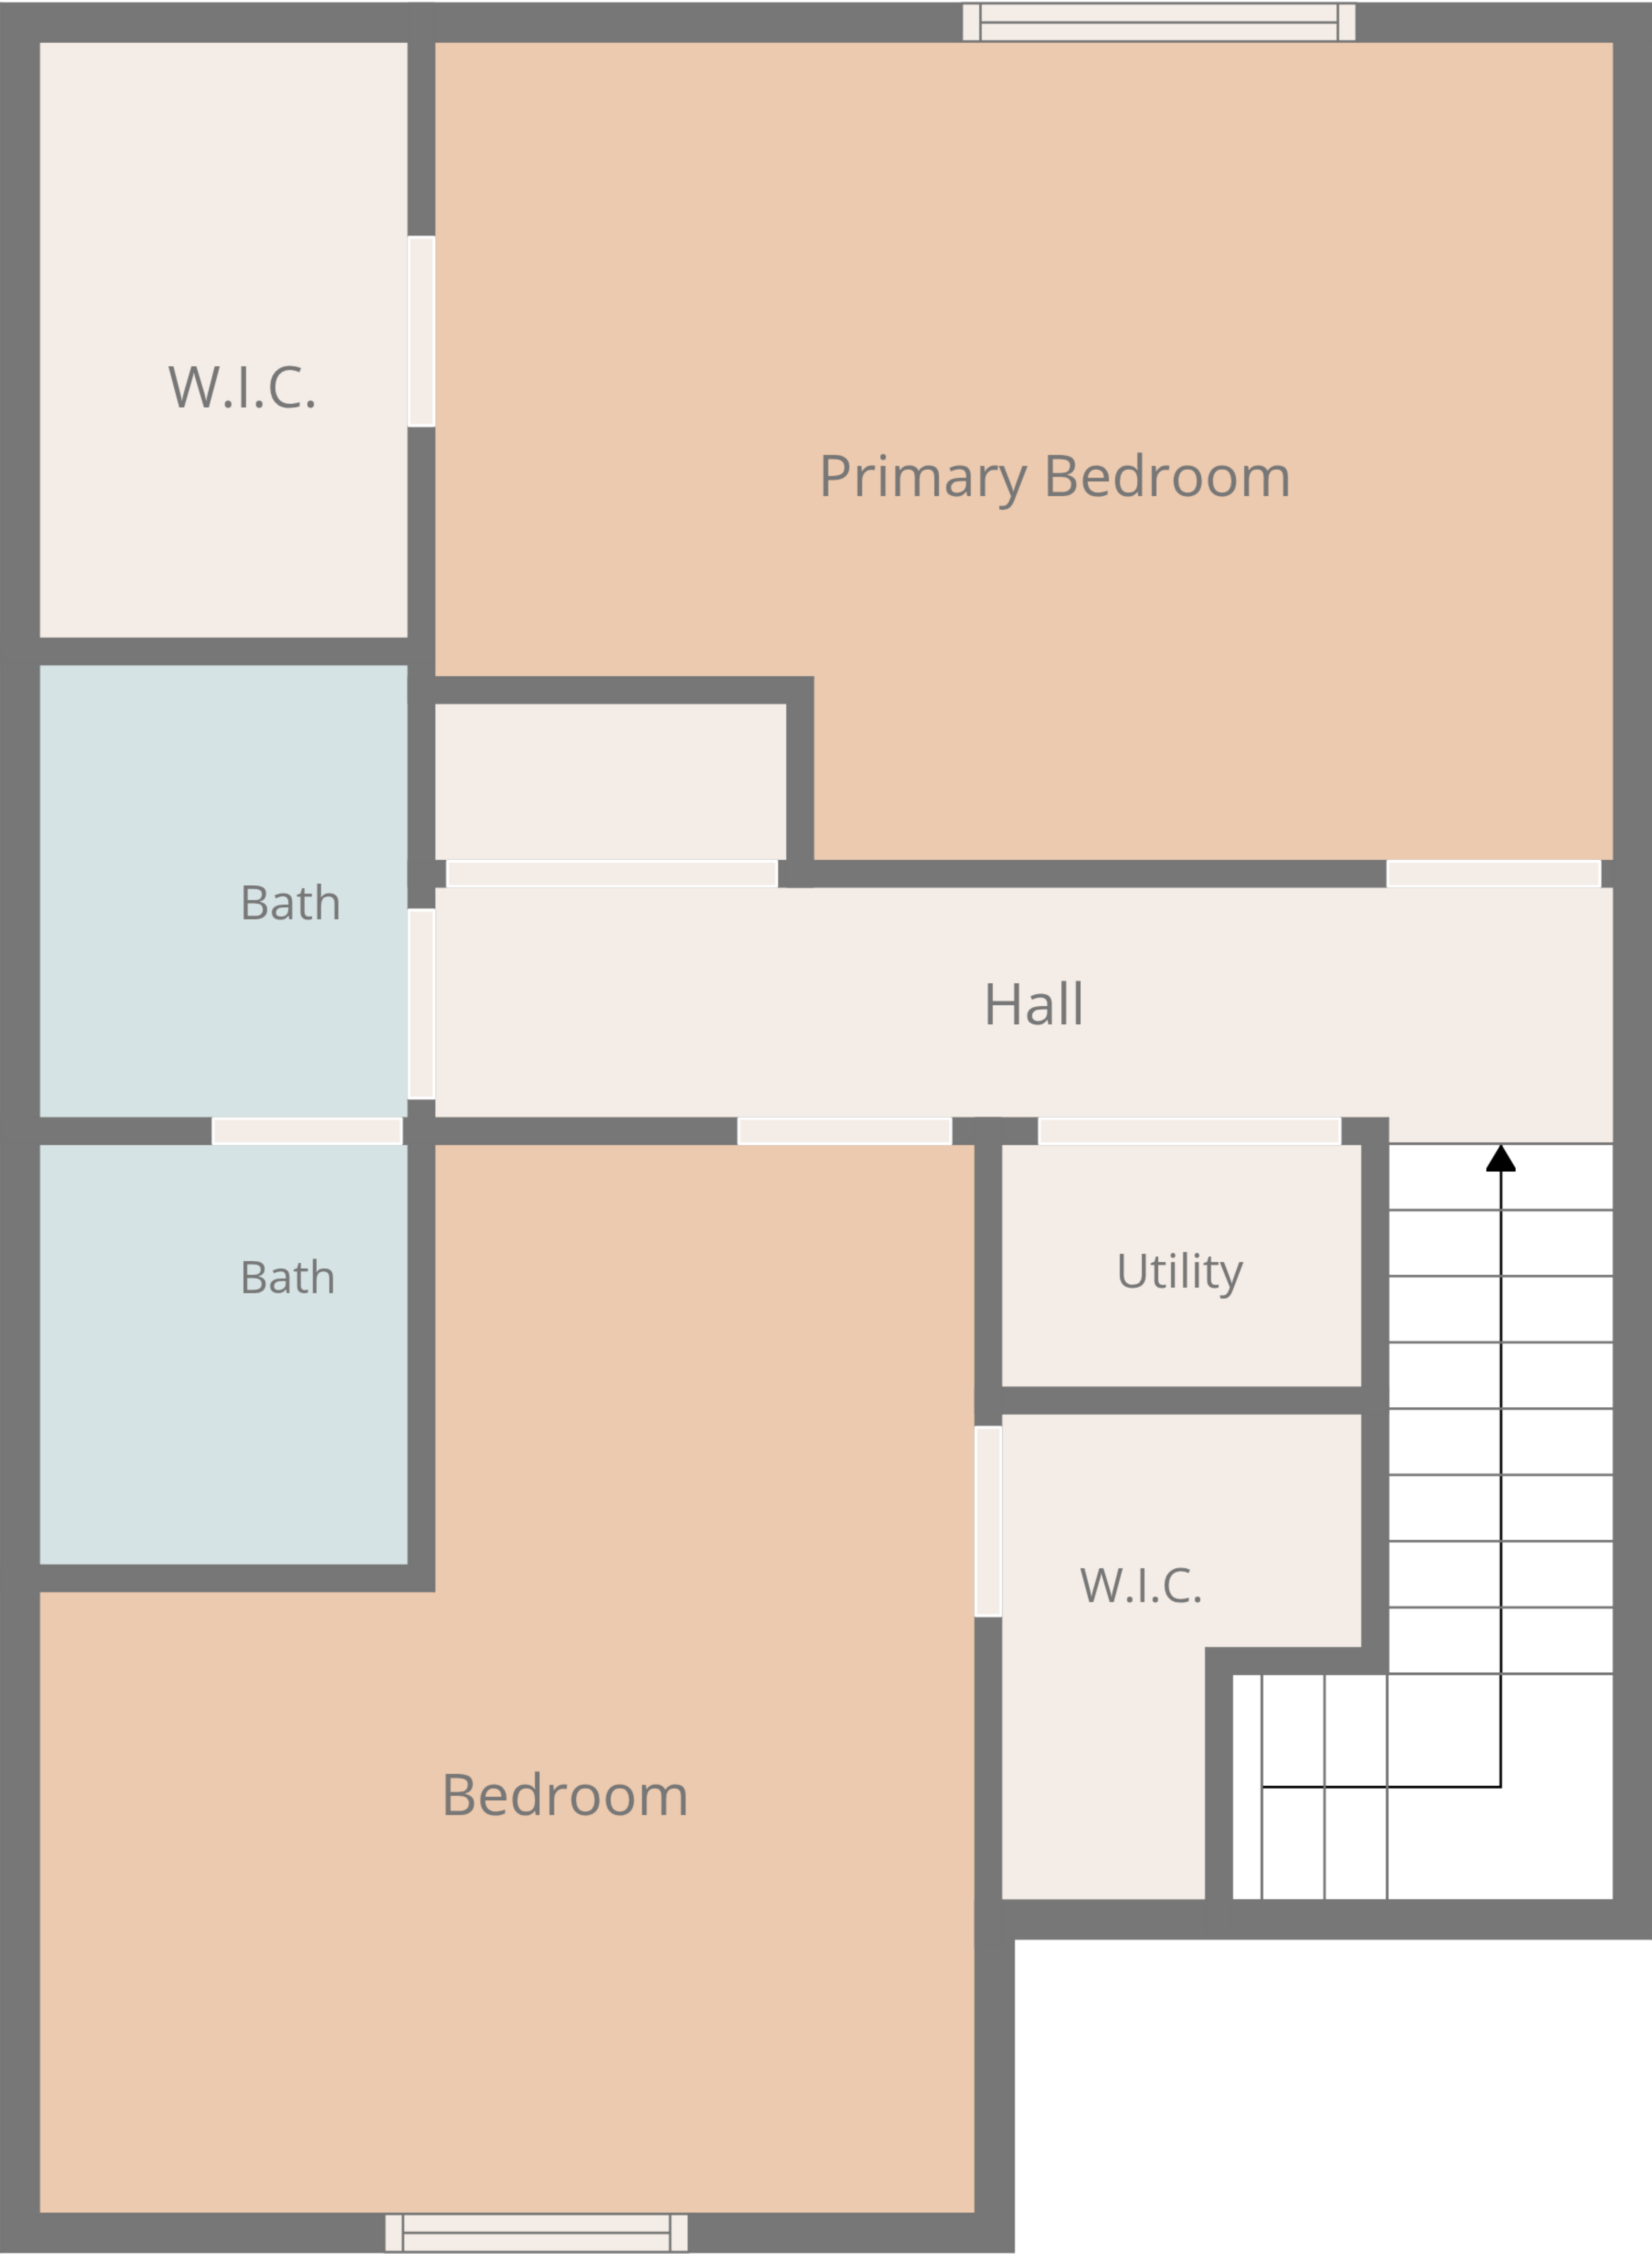 W.I.C.
Primary Bedroom
Bath
Hall
Bath
Utility
W.I.C.
Bedroom